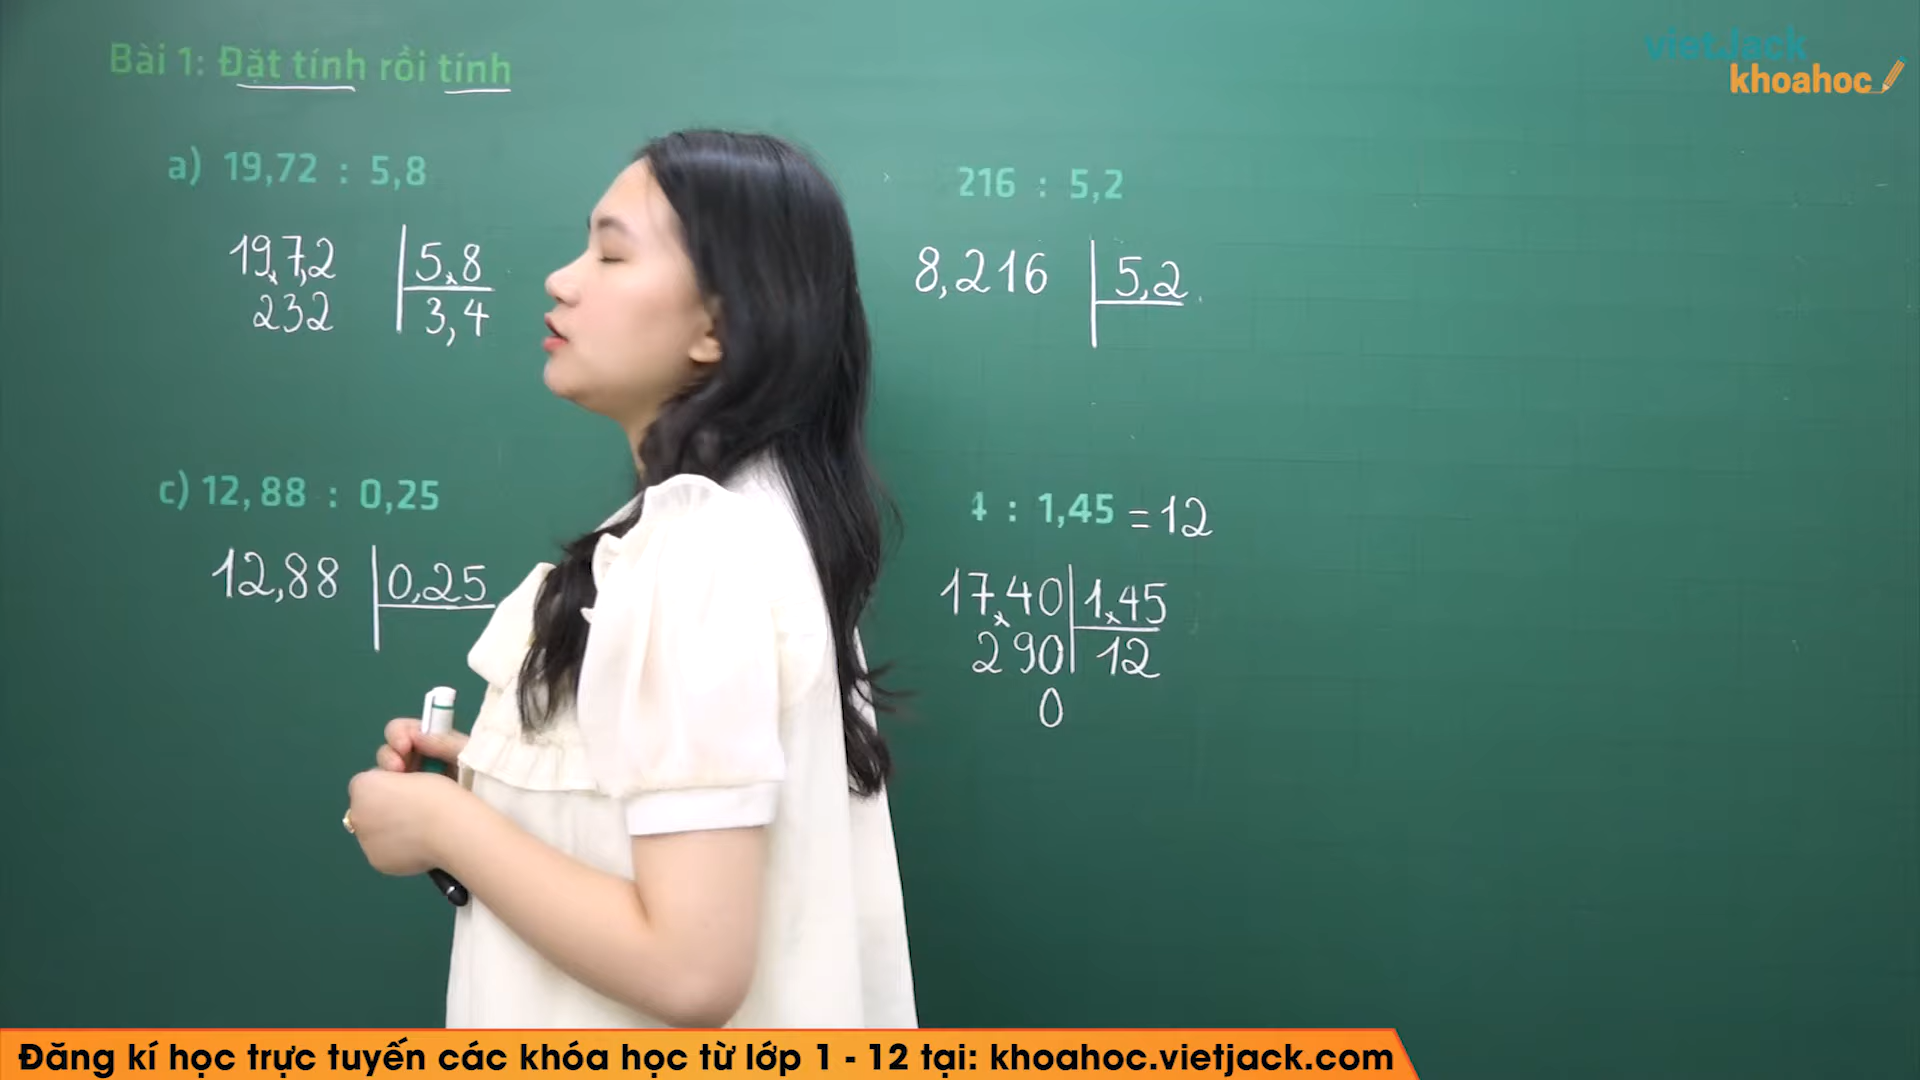 Bài 1: Đặt tính rồi tính
vietJack
khoahoc
a) 19,72 : 5,8
19,7,2 5,8
232 3,4
216 : 5,2
8,216 5,2
c) 12,88 : 0,25
12,88 0,25
4 : 1,45 = 12
17,40 1,45
290 12
0
Đăng kí học trực tuyến các khóa học từ lớp 1 - 12 tại: khoahoc.vietjack.com